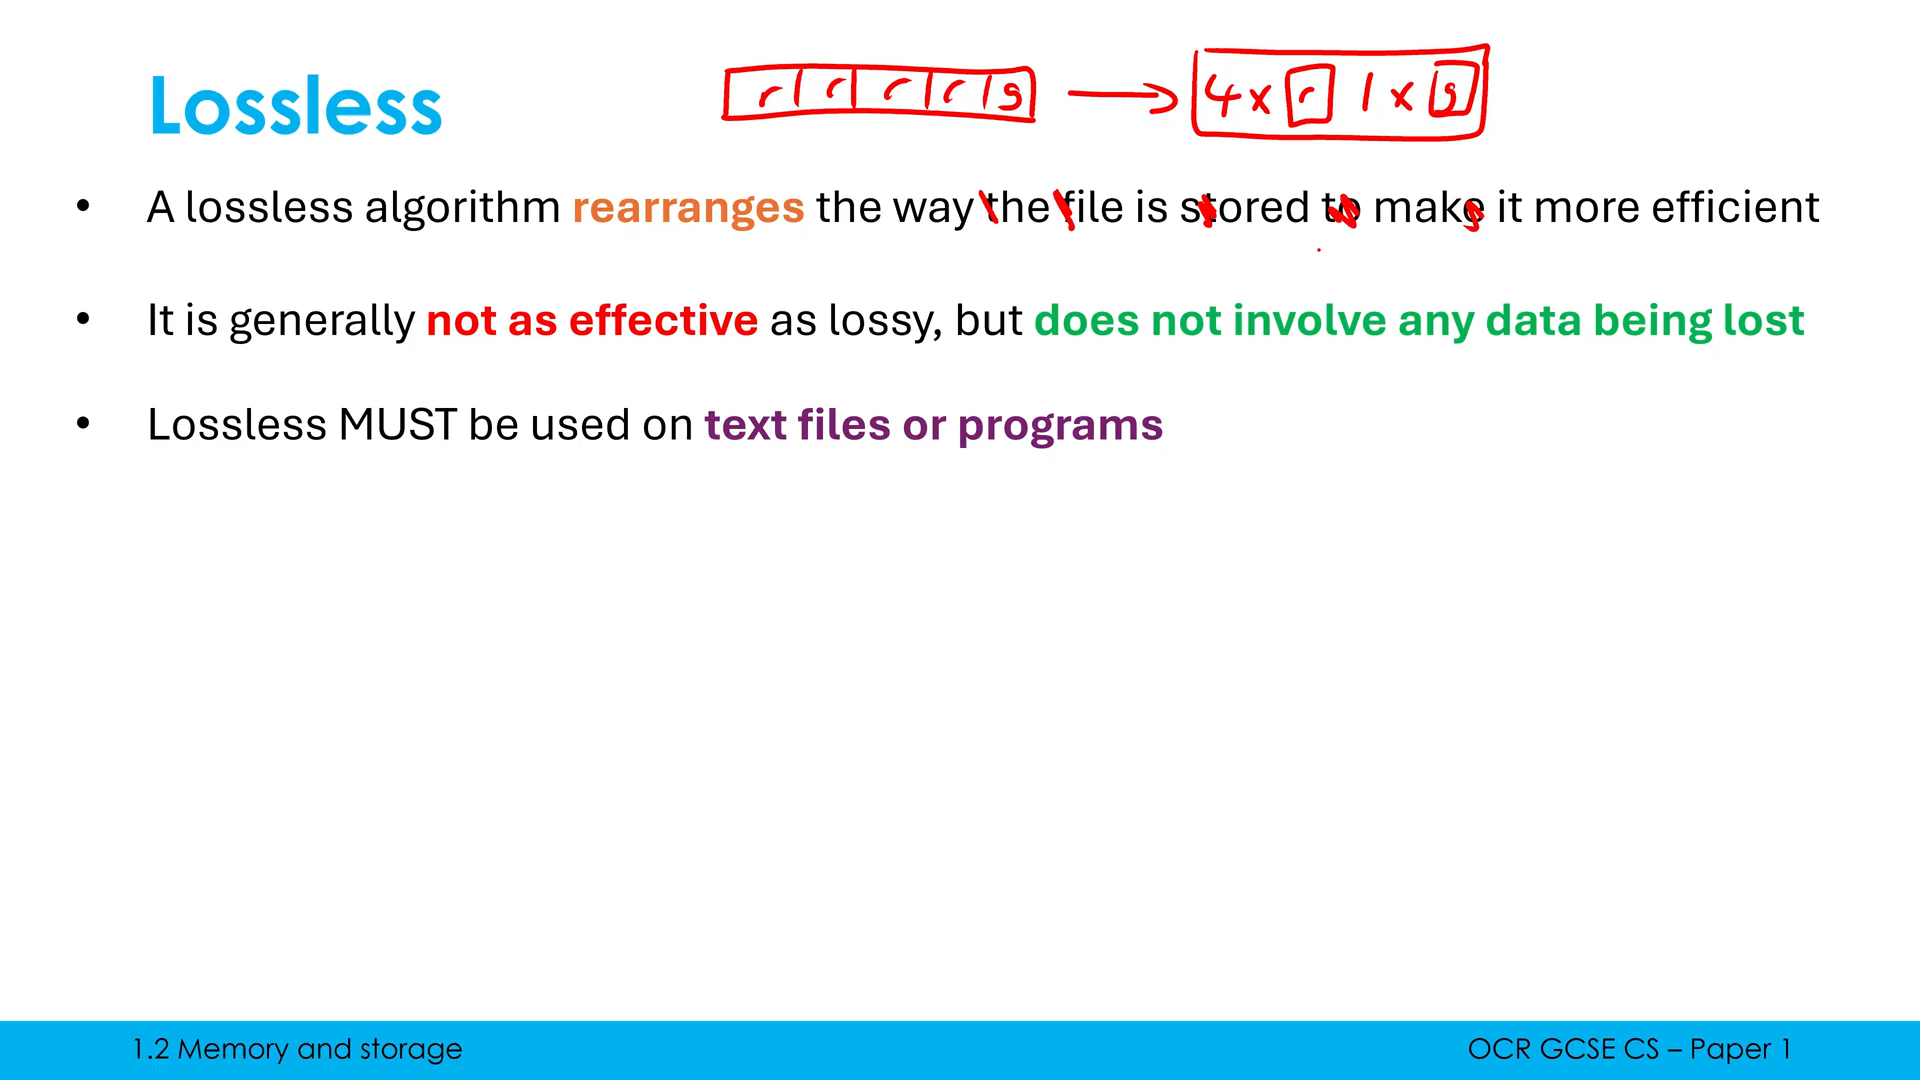 Lossless
r r r r g → 4 x r 1 x g
• A lossless algorithm rearranges the way the file is stored to make it more efficient
• It is generally not as effective as lossy, but does not involve any data being lost
• Lossless MUST be used on text files or programs
1.2 Memory and storage
OCR GCSE CS – Paper 1